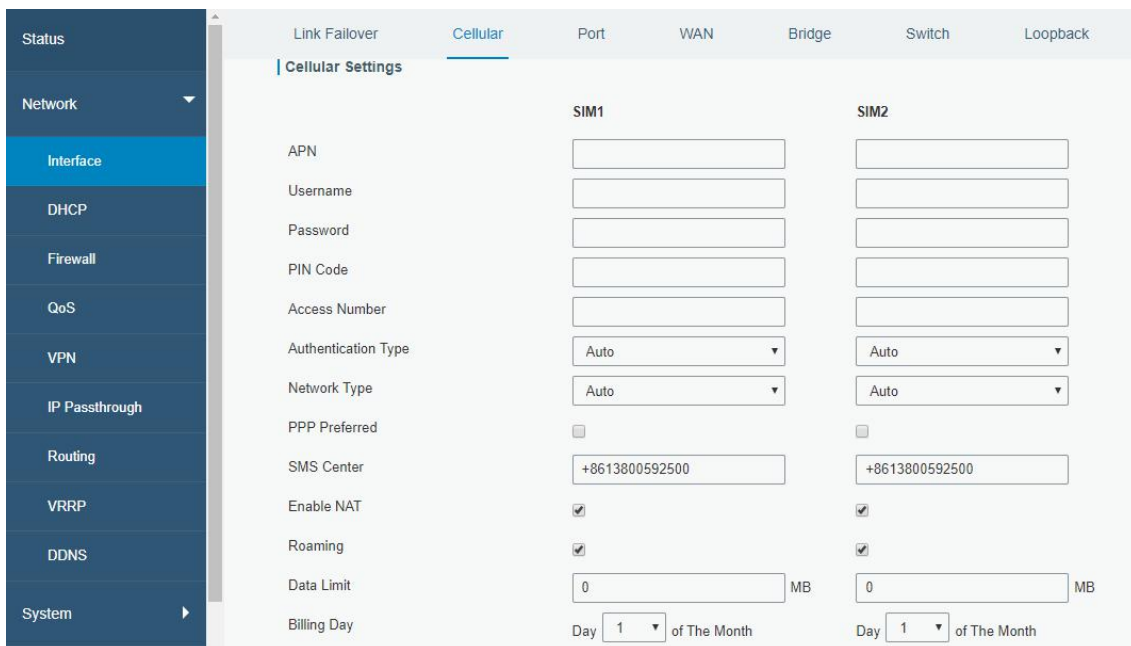 Status
Network
Interface
DHCP
Firewall
QoS
VPN
IP Passthrough
Routing
VRRP
DDNS
System
Link Failover Cellular Port WAN Bridge Switch Loopback
Cellular Settings
SIM1 SIM2
APN
Username
Password
PIN Code
Access Number
Authentication Type Auto Auto
Network Type Auto Auto
PPP Preferred
SMS Center +8613800592500 +8613800592500
Enable NAT
Roaming
Data Limit 0 MB 0 MB
Billing Day Day 1 of The Month Day 1 of The Month